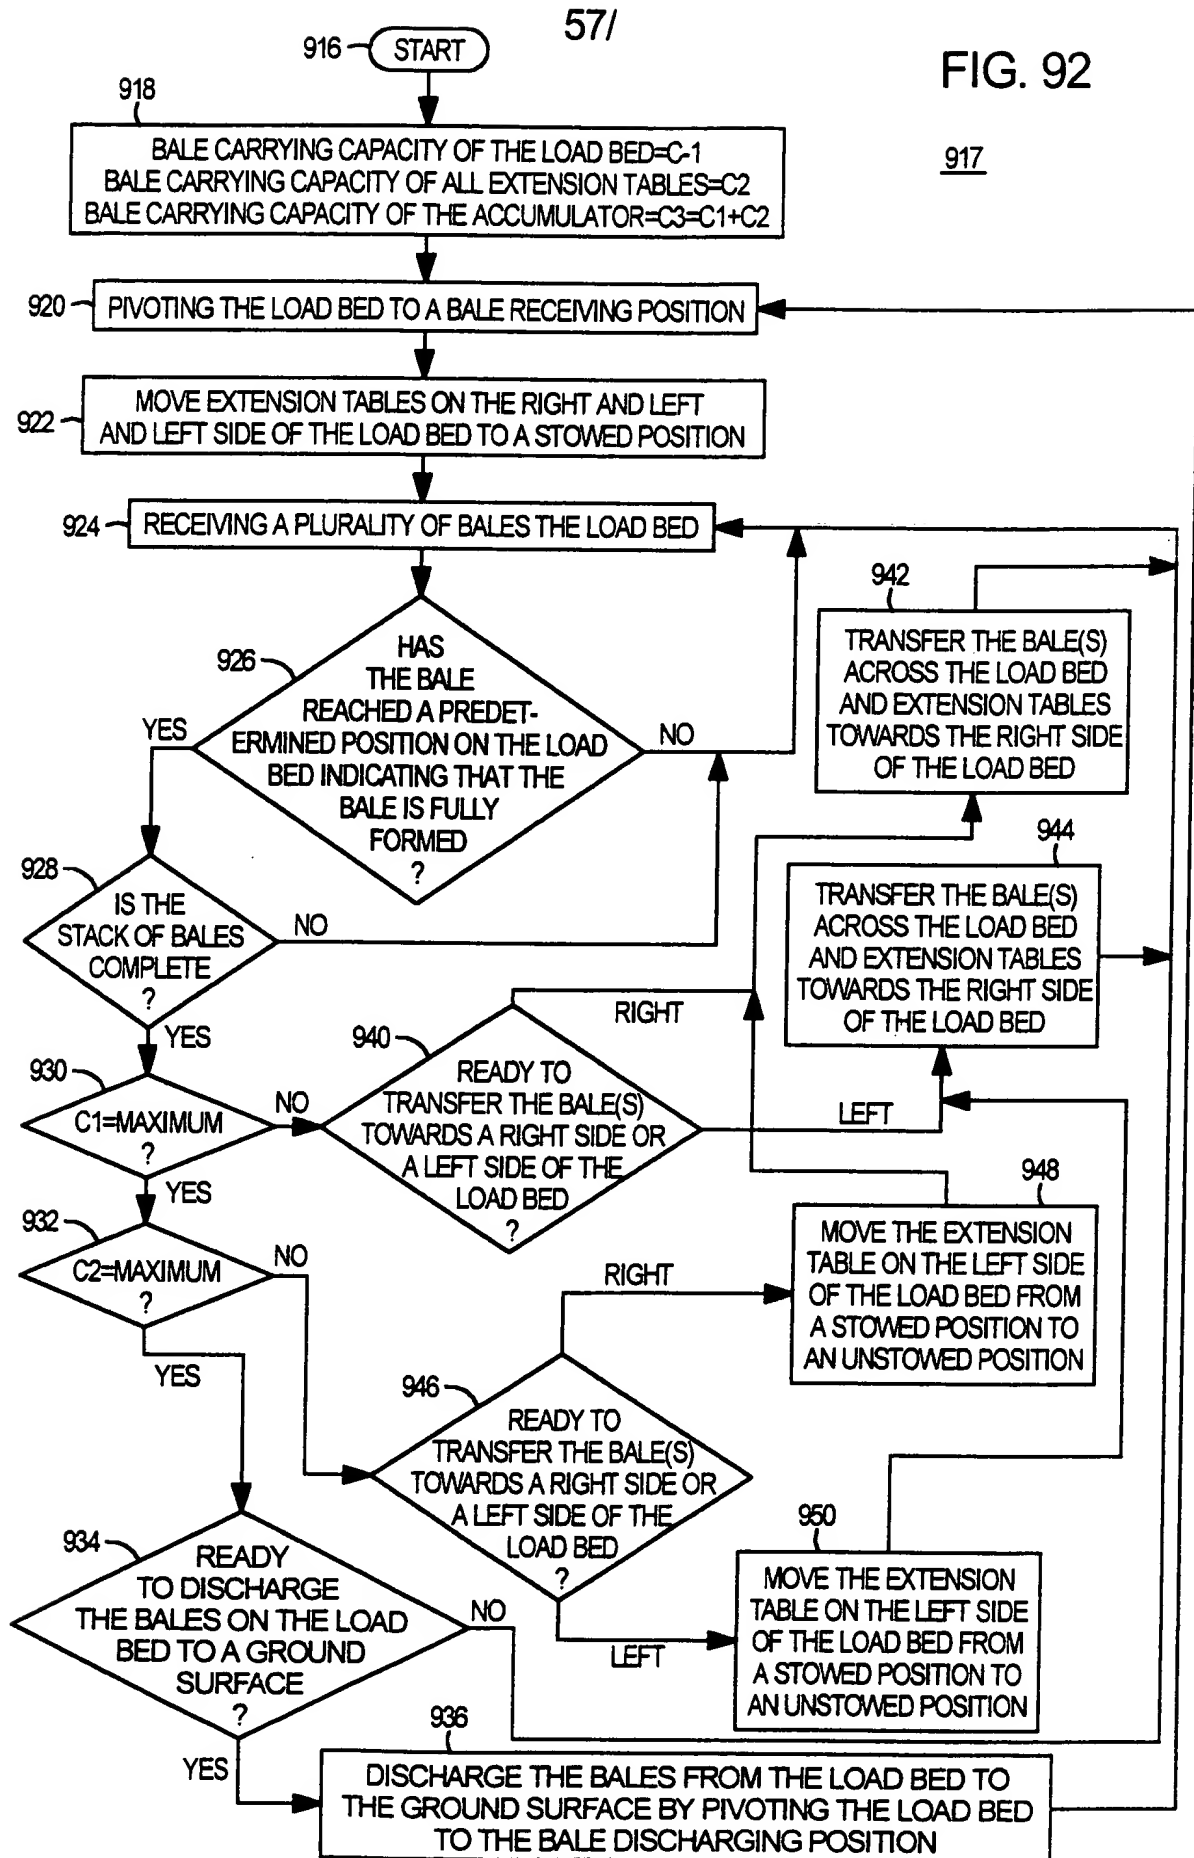 57/
916
START
FIG. 92
917
918
BALE CARRYING CAPACITY OF THE LOAD BED=C-1
BALE CARRYING CAPACITY OF ALL EXTENSION TABLES=C2
BALE CARRYING CAPACITY OF THE ACCUMULATOR=C3=C1+C2
920
PIVOTING THE LOAD BED TO A BALE RECEIVING POSITION
922
MOVE EXTENSION TABLES ON THE RIGHT AND LEFT
AND LEFT SIDE OF THE LOAD BED TO A STOWED POSITION
924
RECEIVING A PLURALITY OF BALES THE LOAD BED
926
HAS
THE BALE
REACHED A PREDET-
ERMINED POSITION ON THE LOAD
BED INDICATING THAT THE
BALE IS FULLY
FORMED
?
YES
NO
942
TRANSFER THE BALE(S)
ACROSS THE LOAD BED
AND EXTENSION TABLES
TOWARDS THE RIGHT SIDE
OF THE LOAD BED
928
IS THE
STACK OF BALES
COMPLETE
?
NO
YES
944
TRANSFER THE BALE(S)
ACROSS THE LOAD BED
AND EXTENSION TABLES
TOWARDS THE RIGHT SIDE
OF THE LOAD BED
930
C1=MAXIMUM
?
NO
YES
940
READY TO
TRANSFER THE BALE(S)
TOWARDS A RIGHT SIDE OR
A LEFT SIDE OF THE
LOAD BED
?
RIGHT
LEFT
932
C2=MAXIMUM
?
NO
YES
948
MOVE THE EXTENSION
TABLE ON THE LEFT SIDE
OF THE LOAD BED FROM
A STOWED POSITION TO
AN UNSTOWED POSITION
946
READY TO
TRANSFER THE BALE(S)
TOWARDS A RIGHT SIDE OR
A LEFT SIDE OF THE
LOAD BED
?
RIGHT
LEFT
950
MOVE THE EXTENSION
TABLE ON THE LEFT SIDE
OF THE LOAD BED FROM
A STOWED POSITION TO
AN UNSTOWED POSITION
934
READY
TO DISCHARGE
THE BALES ON THE LOAD
BED TO A GROUND
SURFACE
?
NO
YES
936
DISCHARGE THE BALES FROM THE LOAD BED TO
THE GROUND SURFACE BY PIVOTING THE LOAD BED
TO THE BALE DISCHARGING POSITION